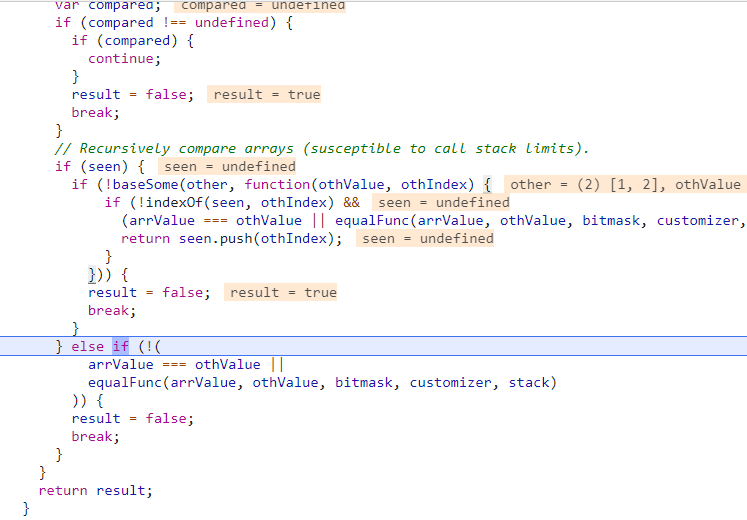 var compared; compared = undefined
if (compared !== undefined) {
if (compared) {
continue;
}
result = false; result = true
break;
}
// Recursively compare arrays (susceptible to call stack limits).
if (seen) { seen = undefined
if (!baseSome(other, function(othValue, othIndex) { other = (2) [1, 2], othValue
if (!indexOf(seen, othIndex) && seen = undefined
(arrValue === othValue || equalFunc(arrValue, othValue, bitmask, customizer,
return seen.push(othIndex); seen = undefined
}
})) {
result = false; result = true
break;
}
} else if (!(
arrValue === othValue ||
equalFunc(arrValue, othValue, bitmask, customizer, stack)
)) {
result = false;
break;
}
}
return result;
}